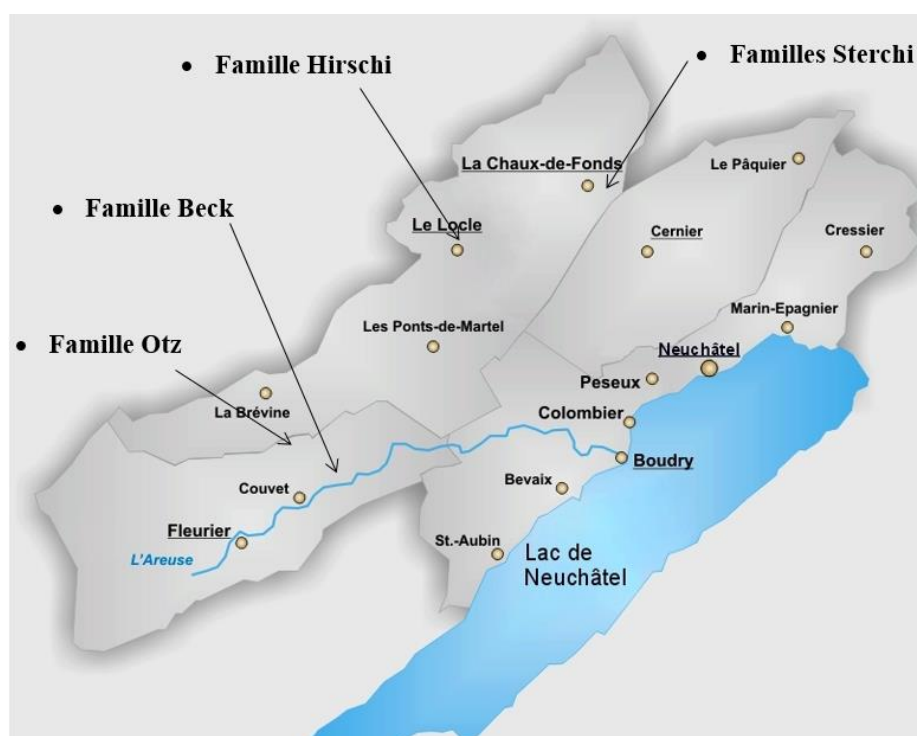 • Famille Hirschi
• Familles Sterchi
La Chaux-de-Fonds
Le Pâquier
• Famille Beck
Le Locle
Cernier
Cressier
Marin-Epagnier
Les Ponts-de-Martel
• Famille Otz
Neuchâtel
Peseux
La Brévine
Colombier
Boudry
Couvet
Bevaix
Fleurier
St.-Aubin
L'Areuse
Lac de
Neuchâtel